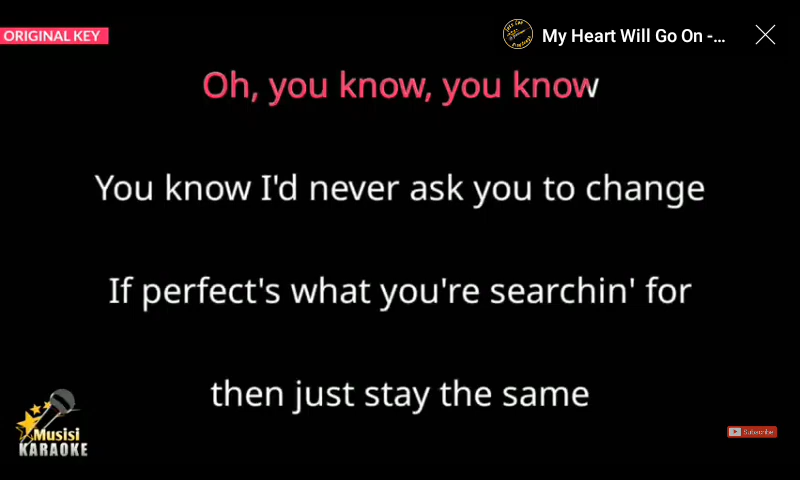 ORIGINAL KEY
My Heart Will Go On -...
Oh, you know, you know
You know I'd never ask you to change
If perfect's what you're searchin' for
then just stay the same
Musisi
KARAOKE
Subscribe